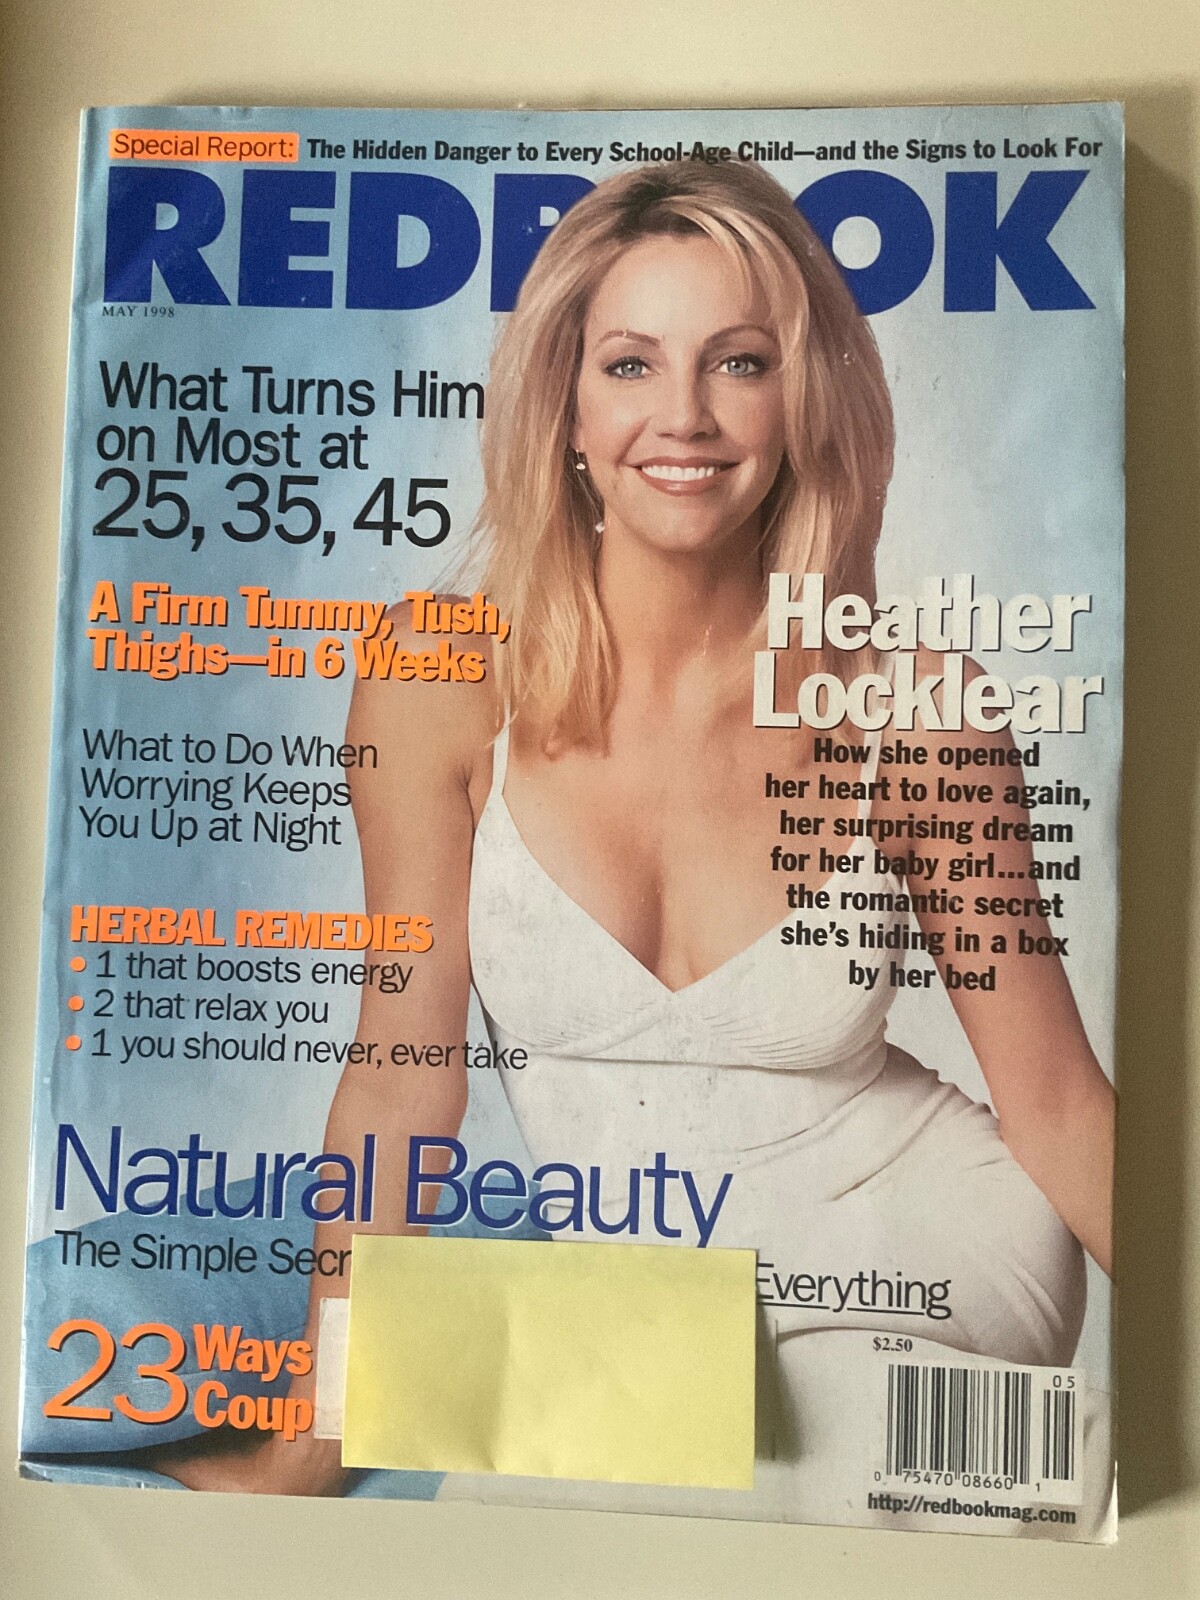 Special Report: The Hidden Danger to Every School-Age Child—and the Signs to Look For
REDBOOK
MAY 1998
What Turns Him
on Most at
25, 35, 45
A Firm Tummy, Tush,
Thighs—in 6 Weeks
What to Do When
Worrying Keeps
You Up at Night
HERBAL REMEDIES
• 1 that boosts energy
• 2 that relax you
• 1 you should never, ever take
Heather
Locklear
How she opened
her heart to love again,
her surprising dream
for her baby girl...and
the romantic secret
she's hiding in a box
by her bed
Natural Beauty
The Simple Everything
23 Ways
$2.50
05
0 75470 08660 1
http://redbookmag.com